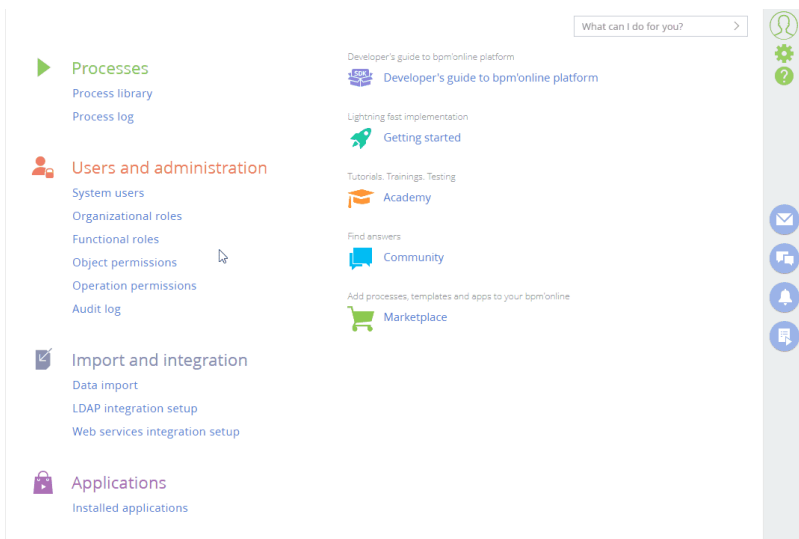 What can I do for you?
Processes
Process library
Process log
Users and administration
System users
Organizational roles
Functional roles
Object permissions
Operation permissions
Audit log
Import and integration
Data import
LDAP integration setup
Web services integration setup
Applications
Installed applications
Developer's guide to bpm'online platform
SDK
Developer's guide to bpm'online platform
Lightning fast implementation
Getting started
Tutorials. Trainings. Testing
Academy
Find answers
Community
Add processes, templates and apps to your bpm'online
Marketplace
?